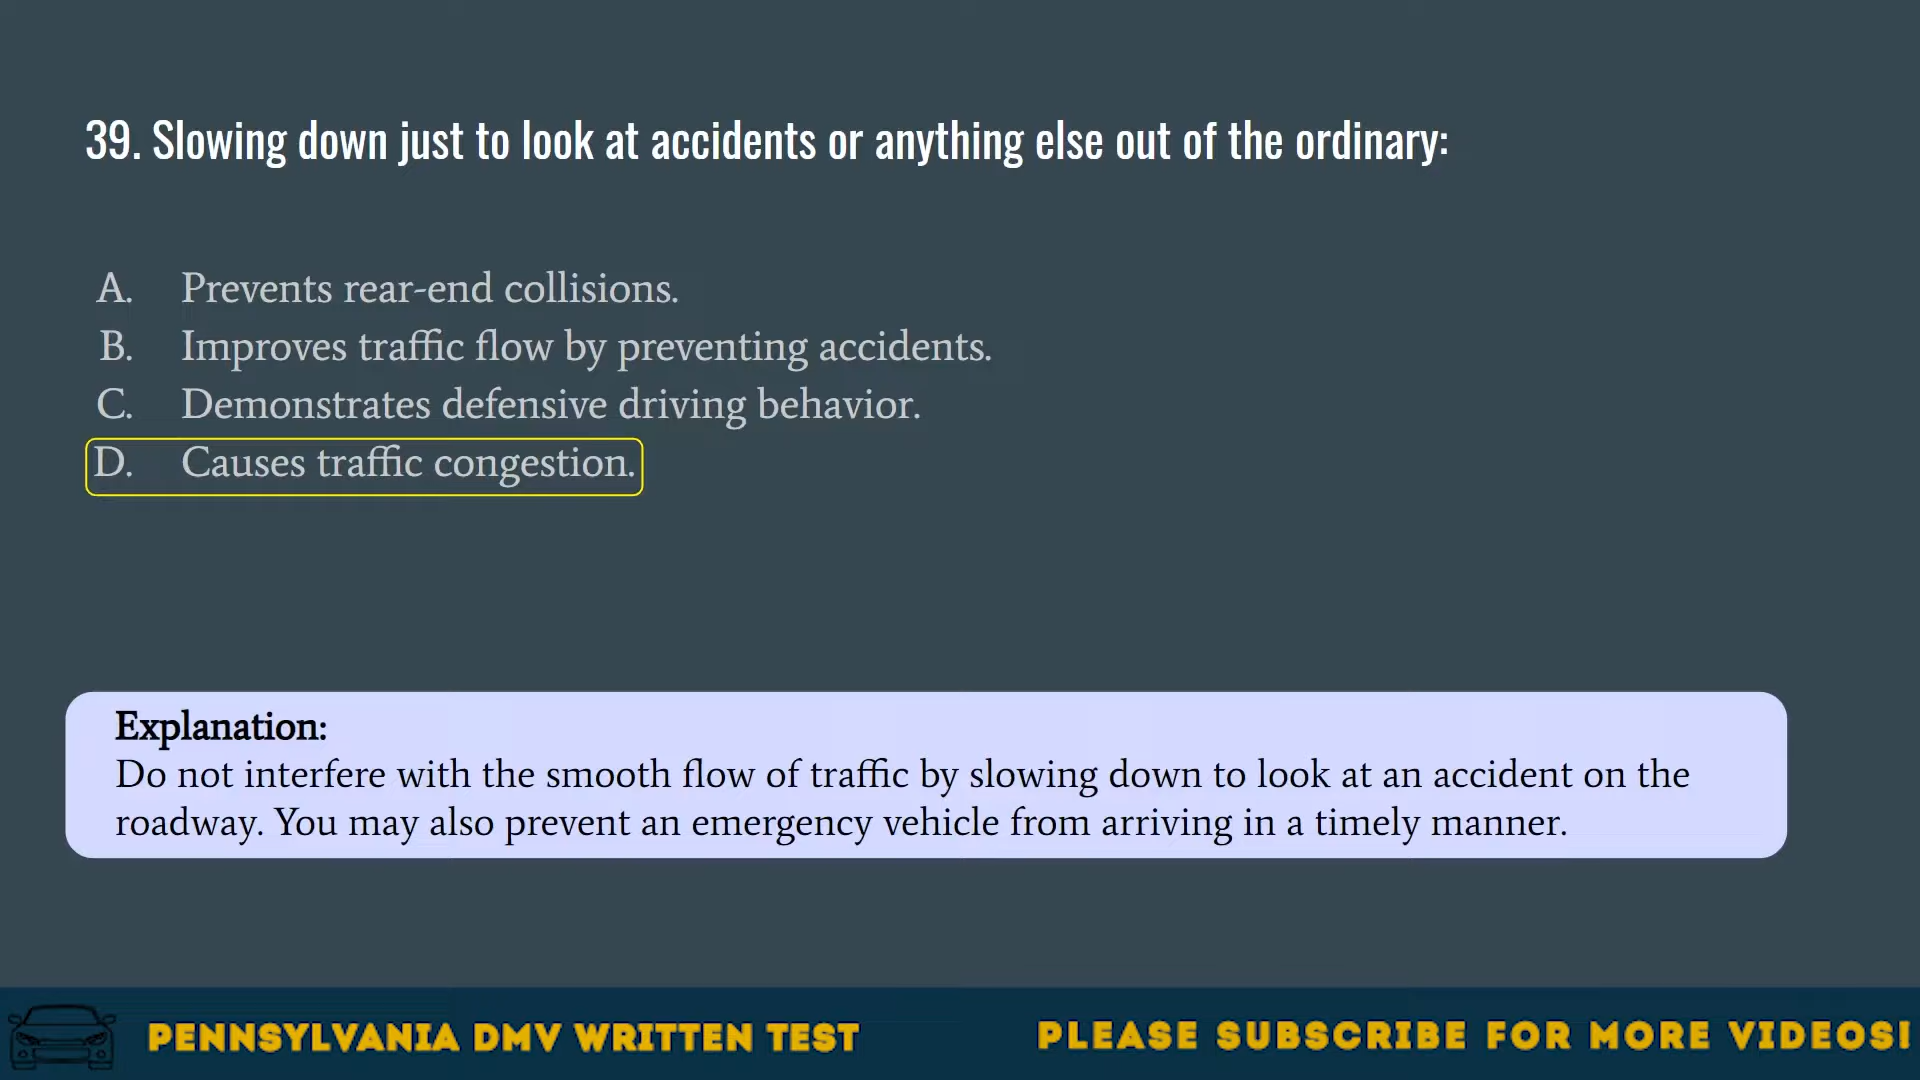 39. Slowing down just to look at accidents or anything else out of the ordinary:
A. Prevents rear-end collisions.
B. Improves traffic flow by preventing accidents.
C. Demonstrates defensive driving behavior.
D. Causes traffic congestion.
Explanation:
Do not interfere with the smooth flow of traffic by slowing down to look at an accident on the
roadway. You may also prevent an emergency vehicle from arriving in a timely manner.
PENNSYLVANIA DMV WRITTEN TEST
PLEASE SUBSCRIBE FOR MORE VIDEOS!